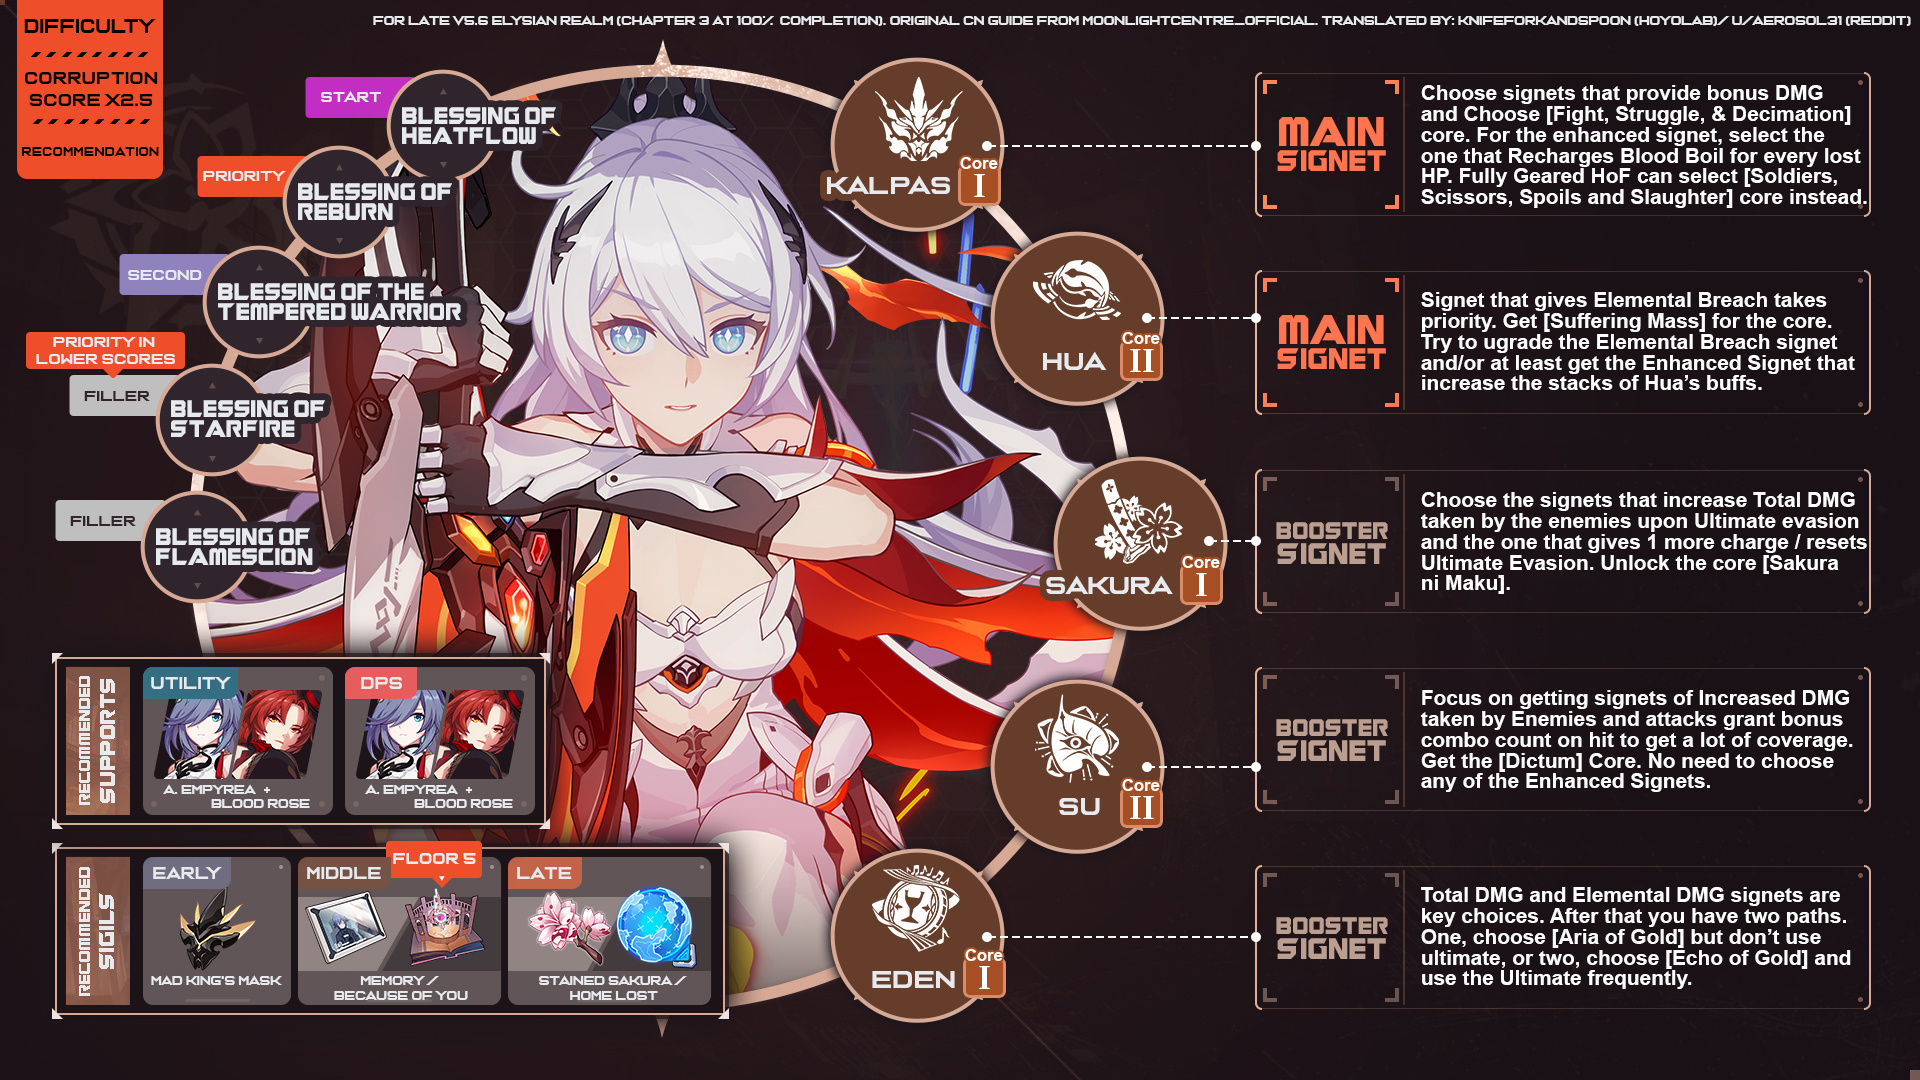 DIFFICULTY
CORRUPTION
SCORE X2.5
RECOMMENDATION
FOR LATE V5.6 ELYSIAN REALM (CHAPTER 3 AT 100% COMPLETION). ORIGINAL CN GUIDE FROM MOONLIGHTCENTRE_OFFICIAL. TRANSLATED BY: KNIFEFORKANDSPOON (HOYOLAB)/ U/AEROSOL31 (REDDIT)
START
BLESSING OF
HEATFLOW
PRIORITY
BLESSING OF
REBURN
SECOND
BLESSING OF THE
TEMPERED WARRIOR
PRIORITY IN
LOWER SCORES
FILLER
BLESSING OF
STARFIRE
FILLER
BLESSING OF
FLAMESCION
KALPAS
Core
I
MAIN
SIGNET
Choose signets that provide bonus DMG
and Choose [Fight, Struggle, & Decimation]
core. For the enhanced signet, select the
one that Recharges Blood Boil for every lost
HP. Fully Geared HoF can select [Soldiers,
Scissors, Spoils and Slaughter] core instead.
HUA
Core
II
MAIN
SIGNET
Signet that gives Elemental Breach takes
priority. Get [Suffering Mass] for the core.
Try to ugrade the Elemental Breach signet
and/or at least get the Enhanced Signet that
increase the stacks of Hua's buffs.
SAKURA
Core
I
BOOSTER
SIGNET
Choose the signets that increase Total DMG
taken by the enemies upon Ultimate evasion
and the one that gives 1 more charge / resets
Ultimate Evasion. Unlock the core [Sakura
ni Maku].
SU
Core
II
BOOSTER
SIGNET
Focus on getting signets of Increased DMG
taken by Enemies and attacks grant bonus
combo count on hit to get a lot of coverage.
Get the [Dictum] Core. No need to choose
any of the Enhanced Signets.
EDEN
Core
I
BOOSTER
SIGNET
Total DMG and Elemental DMG signets are
key choices. After that you have two paths.
One, choose [Aria of Gold] but don't use
ultimate, or two, choose [Echo of Gold] and
use the Ultimate frequently.
RECOMMENDED
SUPPORTS
UTILITY
A. EMPYREA +
BLOOD ROSE
DPS
A. EMPYREA +
BLOOD ROSE
RECOMMENDED
SIGILS
EARLY
MAD KING'S MASK
MIDDLE
FLOOR 5
MEMORY /
BECAUSE OF YOU
LATE
STAINED SAKURA /
HOME LOST